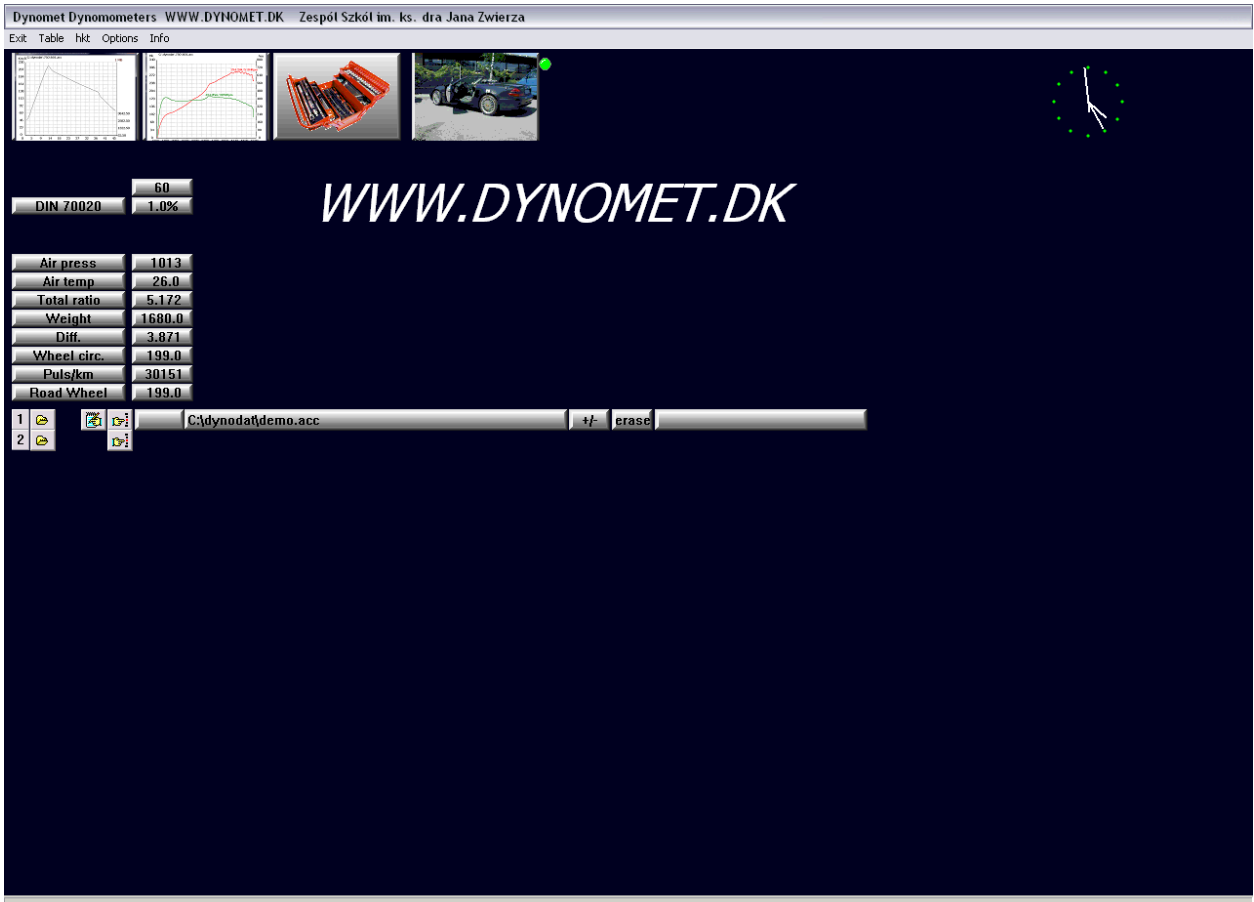 Dynomet Dynomometers WWW.DYNOMET.DK Zespól Szkól im. ks. dra Jana Zwierza
Exit Table hkt Options Info
60
DIN 70020 1.0%
WWW.DYNOMET.DK
Air press 1013
Air temp 26.0
Total ratio 5.172
Weight 1680.0
Diff. 3.871
Wheel circ. 199.0
Puls/km 30151
Road Wheel 199.0
1 C:\dynodat\demo.acc +/- erase
2